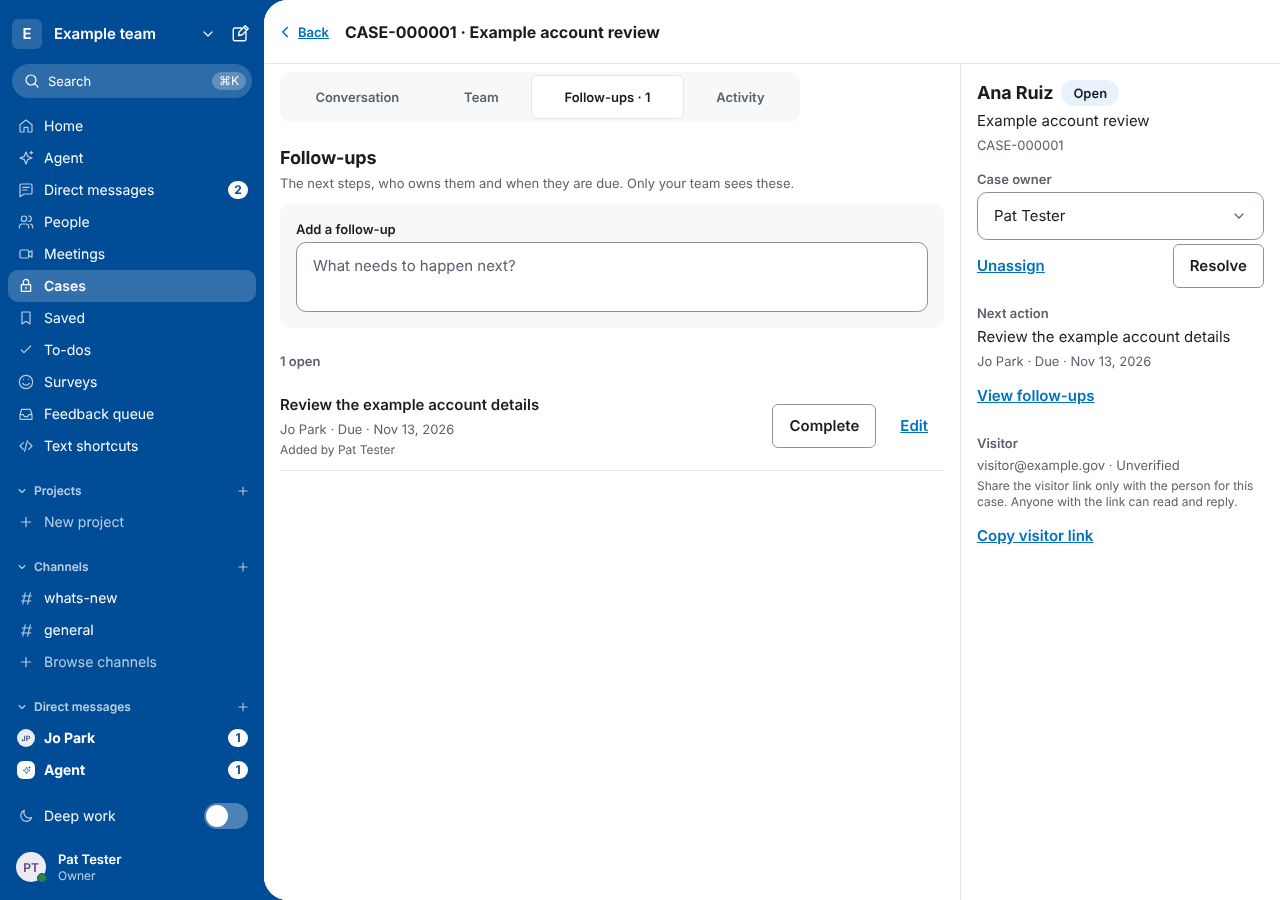 E Example team
Search ⌘K
Home
Agent
Direct messages 2
People
Meetings
Cases
Saved
To-dos
Surveys
Feedback queue
Text shortcuts
Projects
New project
Channels
# whats-new
# general
Browse channels
Direct messages
JP Jo Park 1
Agent 1
Deep work
PT Pat Tester
Owner
Back CASE-000001 · Example account review
Conversation Team Follow-ups · 1 Activity
Follow-ups
The next steps, who owns them and when they are due. Only your team sees these.
Add a follow-up
What needs to happen next?
1 open
Review the example account details
Jo Park · Due · Nov 13, 2026
Added by Pat Tester
Complete Edit
Ana Ruiz Open
Example account review
CASE-000001
Case owner
Pat Tester
Unassign Resolve
Next action
Review the example account details
Jo Park · Due · Nov 13, 2026
View follow-ups
Visitor
visitor@example.gov · Unverified
Share the visitor link only with the person for this
case. Anyone with the link can read and reply.
Copy visitor link